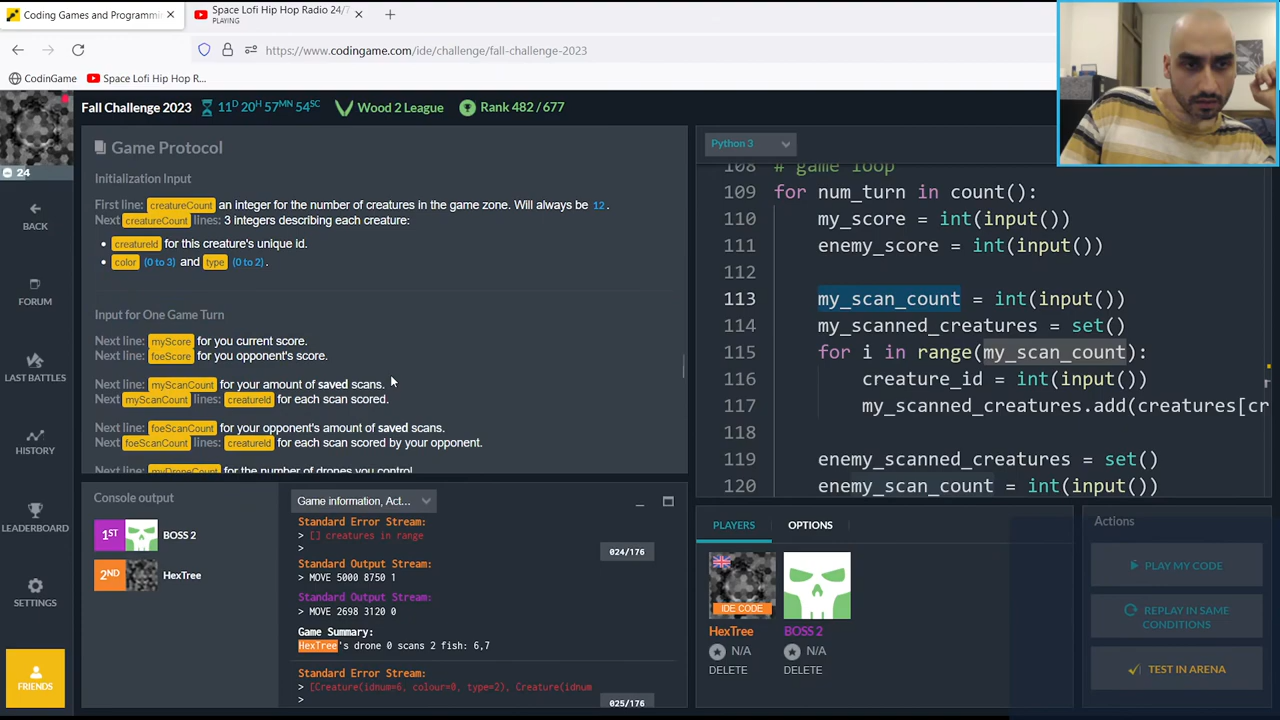 Coding Games and Programmin
Space Lofi Hip Hop Radio 24/7
PLAYING
https://www.codingame.com/ide/challenge/fall-challenge-2023
CodinGame
Space Lofi Hip Hop R...
Fall Challenge 2023
11D 20H 57MN 54SC
Wood 2 League
Rank 482 / 677
24
BACK
FORUM
LAST BATTLES
HISTORY
LEADERBOARD
SETTINGS
FRIENDS
Game Protocol
Initialization Input
First line: creatureCount an integer for the number of creatures in the game zone. Will always be 12.
Next creatureCount lines: 3 integers describing each creature:
creatureId for this creature's unique id.
color (0 to 3) and type (0 to 2).
Input for One Game Turn
Next line: myScore for you current score.
Next line: foeScore for you opponent's score.
Next line: myScanCount for your amount of saved scans.
Next myScanCount lines: creatureId for each scan scored.
Next line: foeScanCount for your opponent's amount of saved scans.
Next foeScanCount lines: creatureId for each scan scored by your opponent.
Next line: myDroneCount for the number of drones you control.
Console output
1ST BOSS 2
2ND HexTree
Game information, Act...
Standard Error Stream:
> [] creatures in range
>
024/176
Standard Output Stream:
> MOVE 5000 8750 1
Standard Output Stream:
> MOVE 2698 3120 0
Game Summary:
HexTree's drone 0 scans 2 fish: 6,7
Standard Error Stream:
> [Creature(idnum=6, colour=0, type=2), Creature(idnum
>
025/176
Python 3
108 # game loop
109 for num_turn in count():
110 my_score = int(input())
111 enemy_score = int(input())
112
113 my_scan_count = int(input())
114 my_scanned_creatures = set()
115 for i in range(my_scan_count):
116 creature_id = int(input())
117 my_scanned_creatures.add(creatures[cr
118
119 enemy_scanned_creatures = set()
120 enemy_scan_count = int(input())
PLAYERS
OPTIONS
IDE CODE
HexTree
N/A
DELETE
BOSS 2
N/A
DELETE
Actions
PLAY MY CODE
REPLAY IN SAME CONDITIONS
TEST IN ARENA